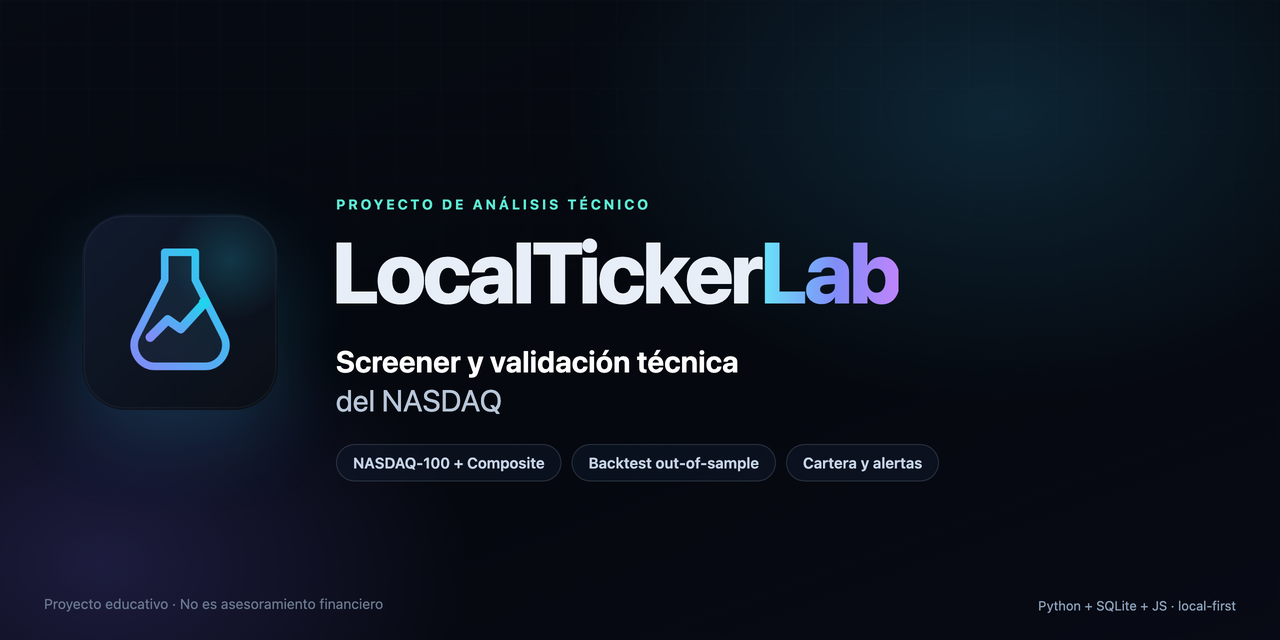 PROYECTO DE ANÁLISIS TÉCNICO
LocalTickerLab
Screener y validación técnica
del NASDAQ
NASDAQ-100 + Composite
Backtest out-of-sample
Cartera y alertas
Proyecto educativo · No es asesoramiento financiero
Python + SQLite + JS · local-first